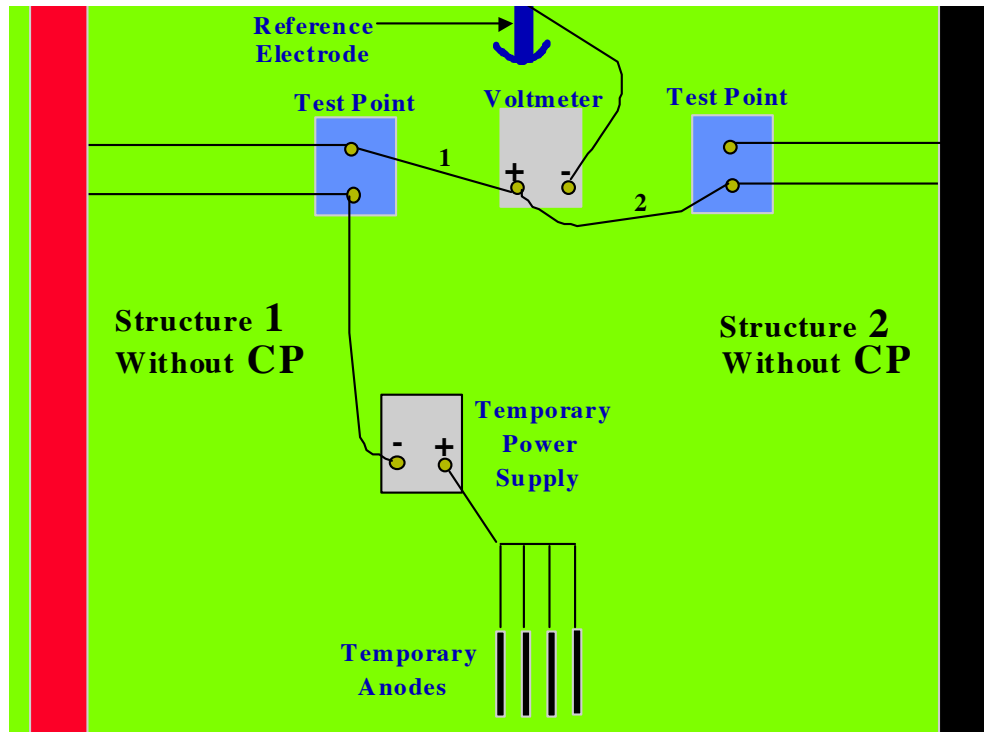 Reference
Electrode
Test Point
Voltmeter
Test Point
1
+ -
2
Structure 1
Without CP
Structure 2
Without CP
Temporary
Power
Supply
- +
Temporary
Anodes